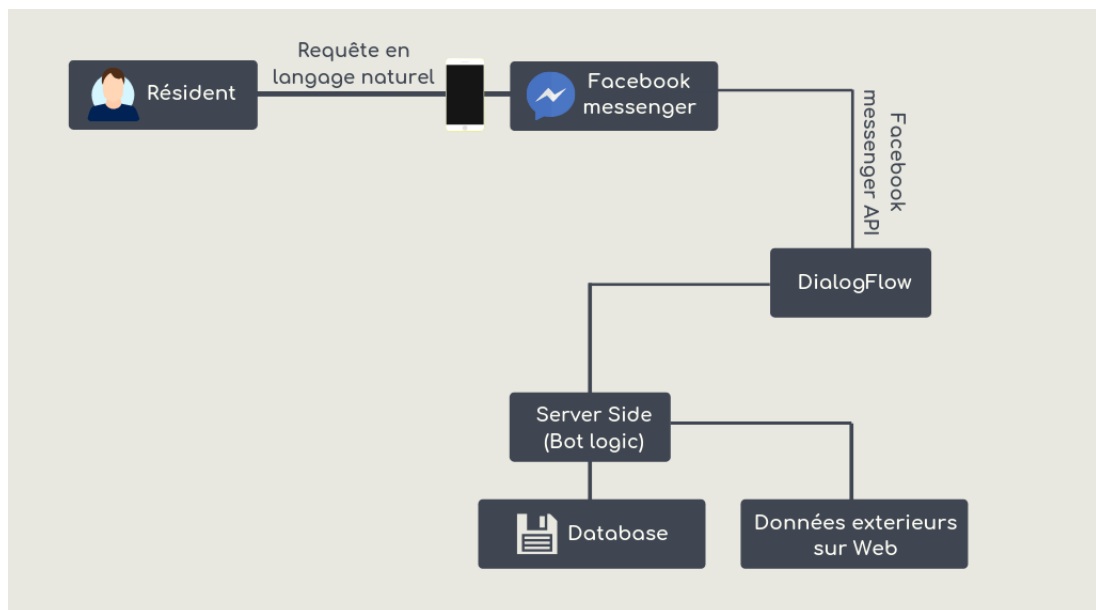 Requête en
langage naturel
Résident
Facebook
messenger
Facebook
messenger API
DialogFlow
Server Side
(Bot logic)
Database
Données exterieurs
sur Web